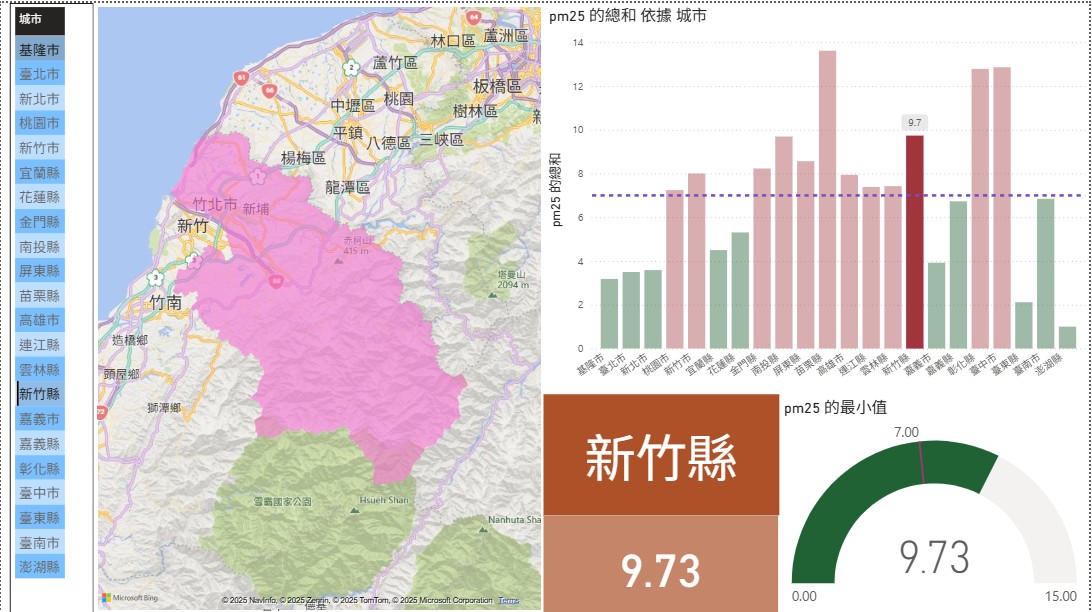 城市
基隆市
臺北市
新北市
桃園市
新竹市
宜蘭縣
花蓮縣
金門縣
南投縣
屏東縣
苗栗縣
高雄市
連江縣
雲林縣
新竹縣
嘉義市
嘉義縣
彰化縣
臺中市
臺東縣
臺南市
澎湖縣
64
林口區
蘆洲區
2
蘆竹區
61
66
板橋區
中壢區
桃園
樹林區
平鎮
八德區
三峽區
楊梅區
1
龍潭區
竹北市
新埔
新竹
赤柯山
415 m
3
塔曼山
2094 m
3
68
竹南
造橋鄉
頭屋鄉
72
獅潭鄉
雪霸國家公園
Hsueh Shan
Nanhuta Sha
Microsoft Bing
© 2025 NavInfo, © 2025 Zenrin, © 2025 TomTom, © 2025 Microsoft Corporation Terms
pm25 的總和 依據 城市
pm25 的總和
14
12
10
8
6
4
2
0
9.7
基隆市
臺北市
新北市
桃園市
新竹市
宜蘭縣
花蓮縣
金門縣
南投縣
屏東縣
苗栗縣
高雄市
連江縣
雲林縣
新竹縣
嘉義市
嘉義縣
彰化縣
臺中市
臺東縣
臺南市
澎湖縣
新竹縣
9.73
pm25 的最小值
7.00
9.73
0.00
15.00